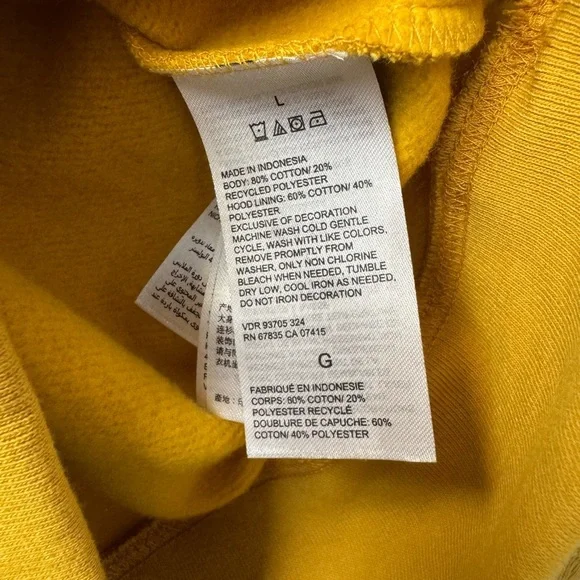 L
MADE IN INDONESIA
BODY: 80% COTTON/ 20%
RECYCLED POLYESTER
HOOD LINING: 60% COTTON/ 40%
POLYESTER
EXCLUSIVE OF DECORATION
MACHINE WASH COLD GENTLE
CYCLE, WASH WITH LIKE COLORS,
REMOVE PROMPTLY FROM
WASHER, ONLY NON CHLORINE
BLEACH WHEN NEEDED, TUMBLE
DRY LOW, COOL IRON AS NEEDED,
DO NOT IRON DECORATION
VDR 93705 324
RN 67835 CA 07415
G
FABRIQUÉ EN INDONESIE
CORPS: 80% COTON/ 20%
POLYESTER RECYCLÉ
DOUBLURE DE CAPUCHE: 60%
COTON/ 40% POLYESTER
產地: